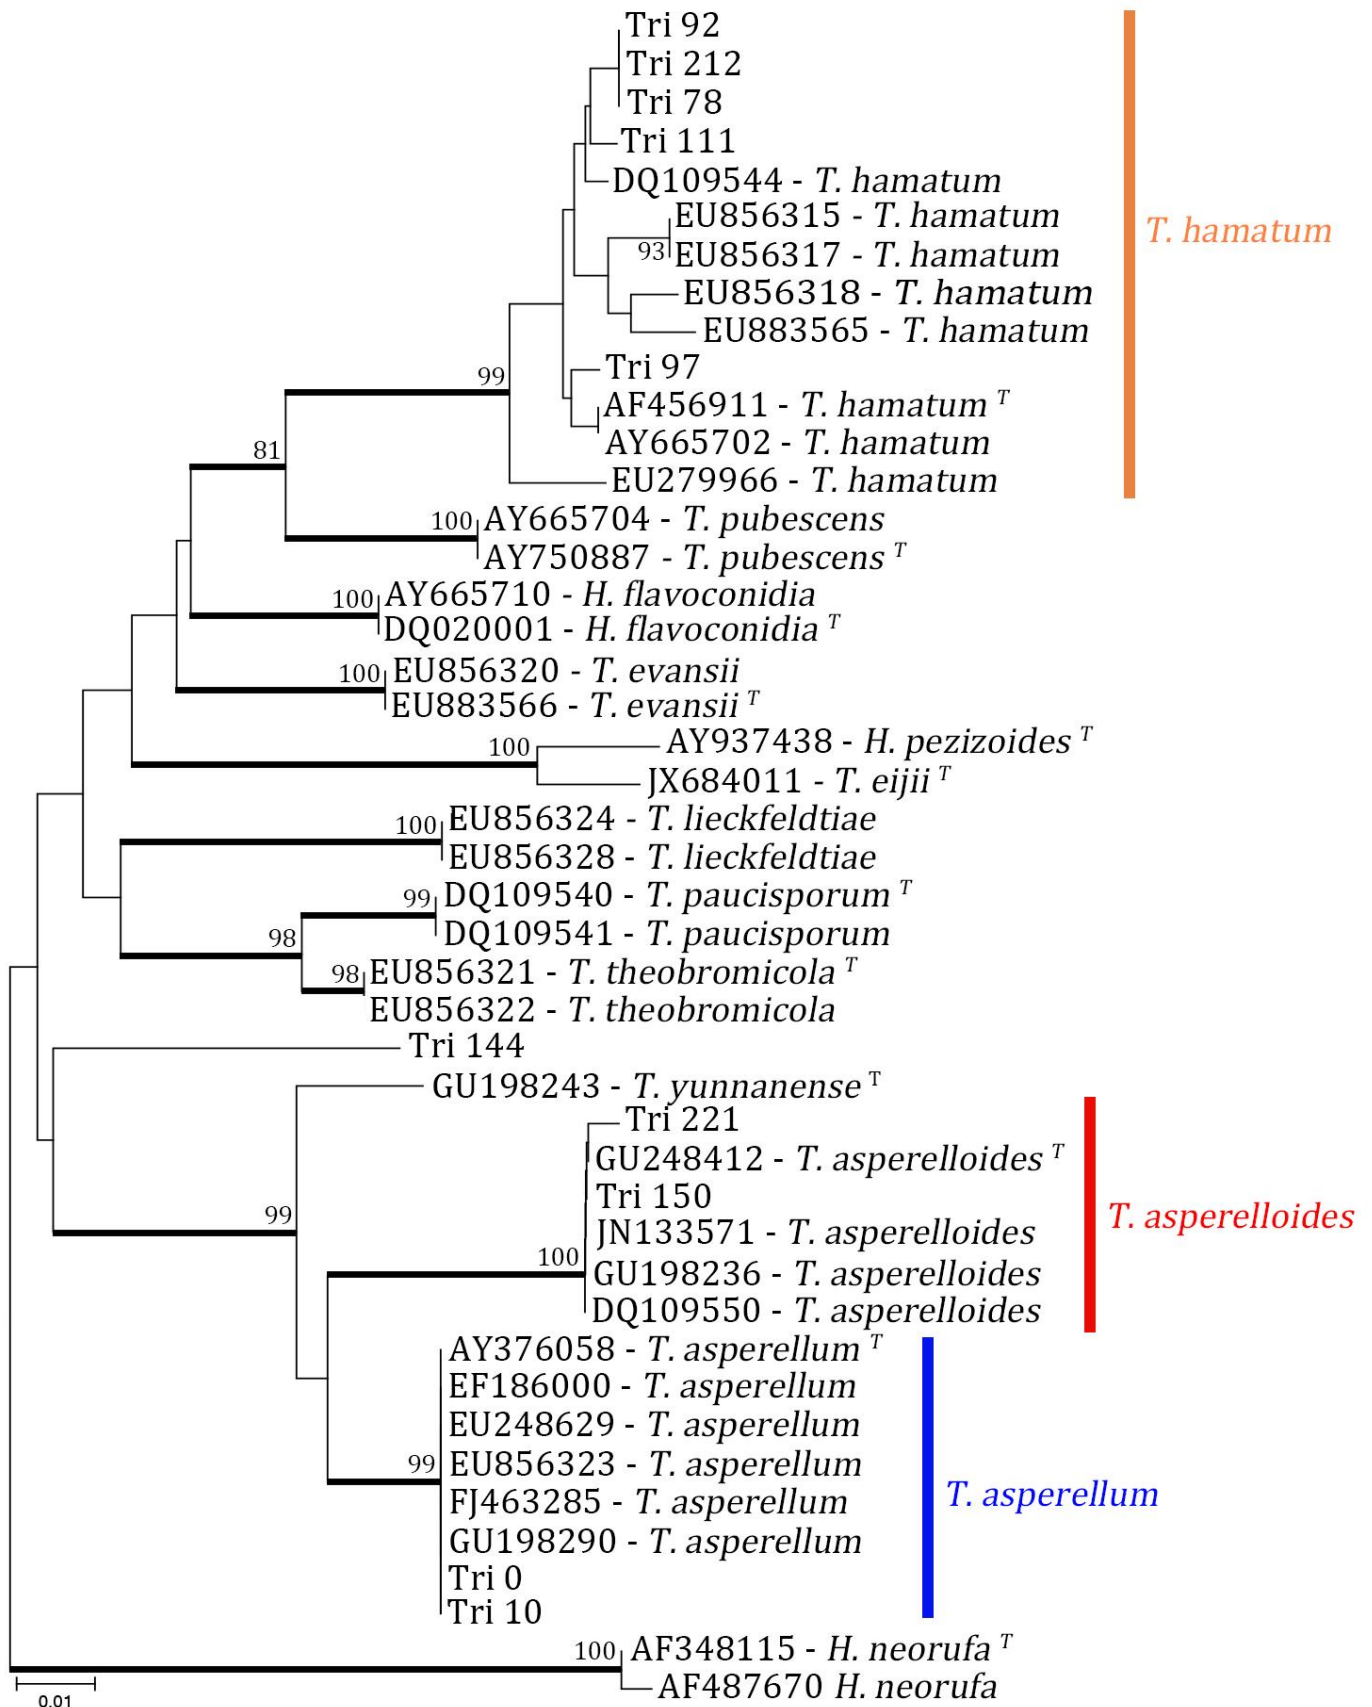 Tri 92
Tri 212
Tri 78
Tri 111
DQ109544 - T. hamatum
EU856315 - T. hamatum
T. hamatum
93
EU856317 - T. hamatum
EU856318 - T. hamatum
EU883565 - T. hamatum
Tri 97
99
AF456911 - T. hamatum T
AY665702 - T. hamatum
81
EU279966 - T. hamatum
100
AY665704 - T. pubescens
AY750887 - T. pubescens T
100
AY665710 - H. flavoconidia
DQ020001 - H. flavoconidia T
100
EU856320 - T. evansii
EU883566 - T. evansii T
100
AY937438 - H. pezizoides T
JX684011 - T. eijii T
100
EU856324 - T. lieckfeldtiae
EU856328 - T. lieckfeldtiae
99
DQ109540 - T. paucisporum T
98
DQ109541 - T. paucisporum
98
EU856321 - T. theobromicola T
EU856322 - T. theobromicola
Tri 144
GU198243 - T. yunnanense T
Tri 221
GU248412 - T. asperelloides T
Tri 150
99
T. asperelloides
JN133571 - T. asperelloides
100
GU198236 - T. asperelloides
DQ109550 - T. asperelloides
AY376058 - T. asperellum T
EF186000 - T. asperellum
EU248629 - T. asperellum
99
EU856323 - T. asperellum
T. asperellum
FJ463285 - T. asperellum
GU198290 - T. asperellum
Tri 0
Tri 10
100
AF348115 - H. neorufa T
AF487670 H. neorufa
0.01